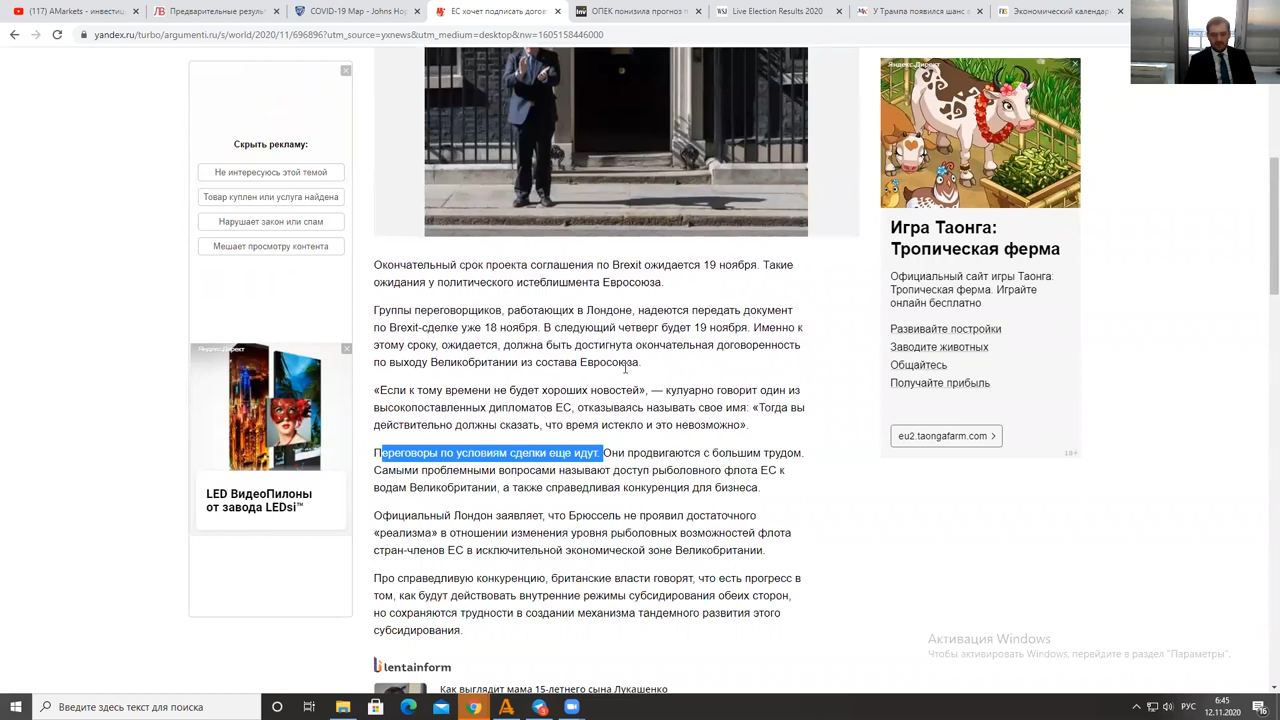 (217) AMarkets - инвести
Предварительные резуль
COVID-19 Map - Johns Ho
ЕС хочет подписать догов
ОПЕК понизила прогноз п
Live Election Results 2020
У Трампа появился шанс в
Экономический календар
yandex.ru/turbo/argumenti.ru/s/world/2020/11/696896?utm_source=yxnews&utm_medium=desktop&nw=1605158446000
Скрыть рекламу:
Не интересуюсь этой темой
Товар куплен или услуга найдена
Нарушает закон или спам
Мешает просмотру контента
Яндекс.Директ
LED ВидеоПилоны
от завода LEDsi™
Окончательный срок проекта соглашения по Brexit ожидается 19 ноября. Такие
ожидания у политического истеблишмента Евросоюза.
Группы переговорщиков, работающих в Лондоне, надеются передать документ
по Brexit-сделке уже 18 ноября. В следующий четверг будет 19 ноября. Именно к
этому сроку, ожидается, должна быть достигнута окончательная договоренность
по выходу Великобритании из состава Евросоюза.
«Если к тому времени не будет хороших новостей», — кулуарно говорит один из
высокопоставленных дипломатов ЕС, отказываясь называть свое имя: «Тогда вы
действительно должны сказать, что время истекло и это невозможно».
Переговоры по условиям сделки еще идут. Они продвигаются с большим трудом.
Самыми проблемными вопросами называют доступ рыболовного флота ЕС к
водам Великобритании, а также справедливая конкуренция для бизнеса.
Официальный Лондон заявляет, что Брюссель не проявил достаточного
«реализма» в отношении изменения уровня рыболовных возможностей флота
стран-членов ЕС в исключительной экономической зоне Великобритании.
Про справедливую конкуренцию, британские власти говорят, что есть прогресс в
том, как будут действовать внутренние режимы субсидирования обеих сторон,
но сохраняются трудности в создании механизма тандемного развития этого
субсидирования.
lentainform
Как выглядит мама 15-летнего сына Лукашенко
Яндекс.Директ
Игра Таонга:
Тропическая ферма
Официальный сайт игры Таонга:
Тропическая ферма. Играйте
онлайн бесплатно
Развивайте постройки
Заводите животных
Общайтесь
Получайте прибыль
eu2.taongafarm.com
18+
Активация Windows
Чтобы активировать Windows, перейдите в раздел "Параметры".
Введите здесь текст для поиска
РУС
6:45
12.11.2020
16